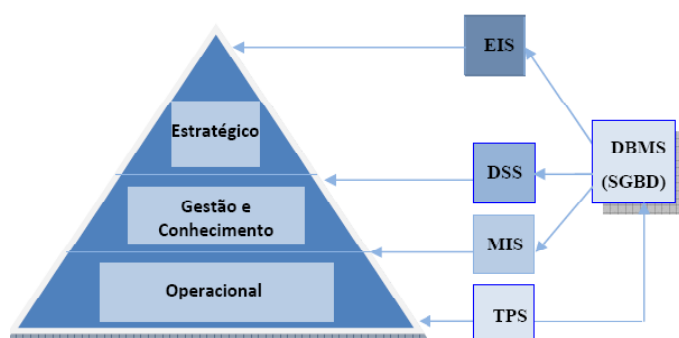 EIS
Estratégico
DBMS
(SGBD)
DSS
Gestão e
Conhecimento
MIS
Operacional
TPS